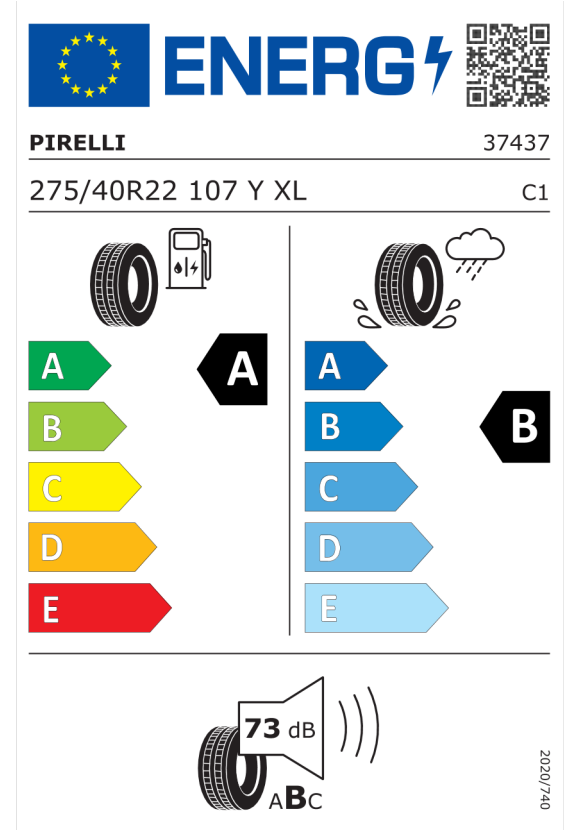 ENERG
PIRELLI 37437
275/40R22 107 Y XL C1
A A A
B B B
C C
D D
E E
73 dB
ABC
2020/740